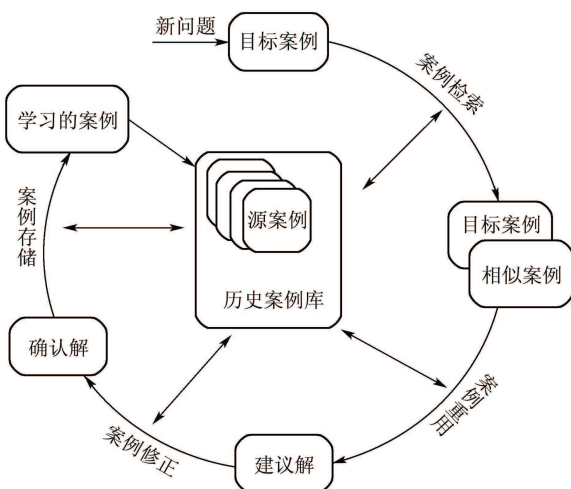 新问题
目标案例
案例检索
学习的案例
源案例
历史案例库
目标案例
相似案例
案例存储
确认解
案例重用
案例修正
建议解